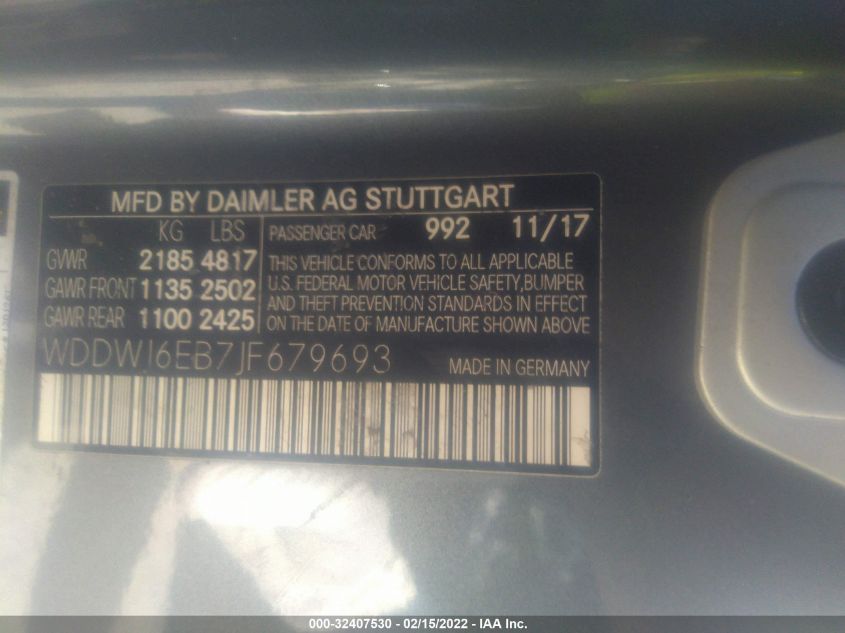 MFD BY DAIMLER AG STUTTGART
KG LBS PASSENGER CAR 992 11/17
GVWR 2185 4817 THIS VEHICLE CONFORMS TO ALL APPLICABLE
GAWR FRONT 1135 2502 U.S. FEDERAL MOTOR VEHICLE SAFETY,BUMPER
AND THEFT PREVENTION STANDARDS IN EFFECT
GAWR REAR 1100 2425 ON THE DATE OF MANUFACTURE SHOWN ABOVE
WDDWJ6EB7JF679693 MADE IN GERMANY
000-32407530 - 02/15/2022 - IAA Inc.